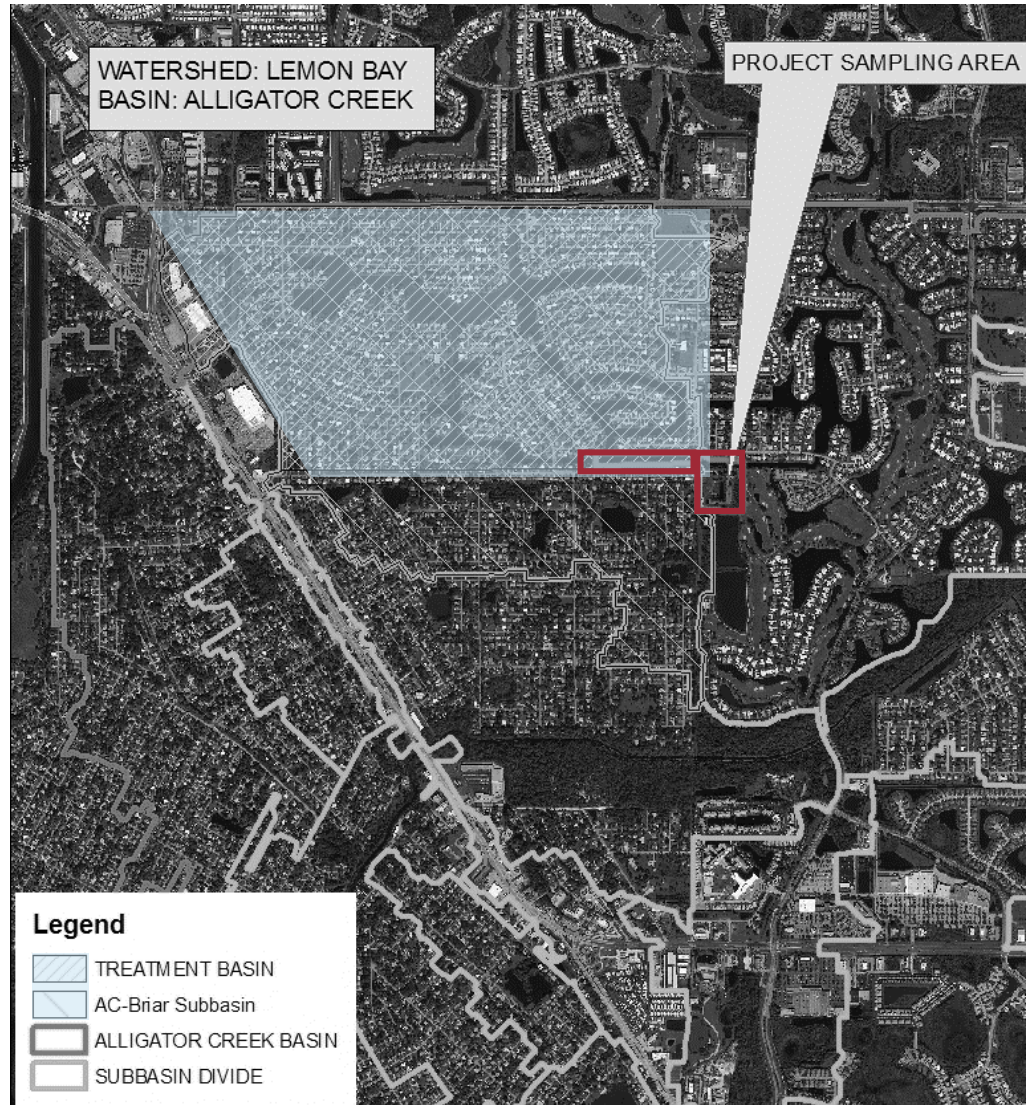 WATERSHED: LEMON BAY
BASIN: ALLIGATOR CREEK
PROJECT SAMPLING AREA
Legend
TREATMENT BASIN
AC-Briar Subbasin
ALLIGATOR CREEK BASIN
SUBBASIN DIVIDE